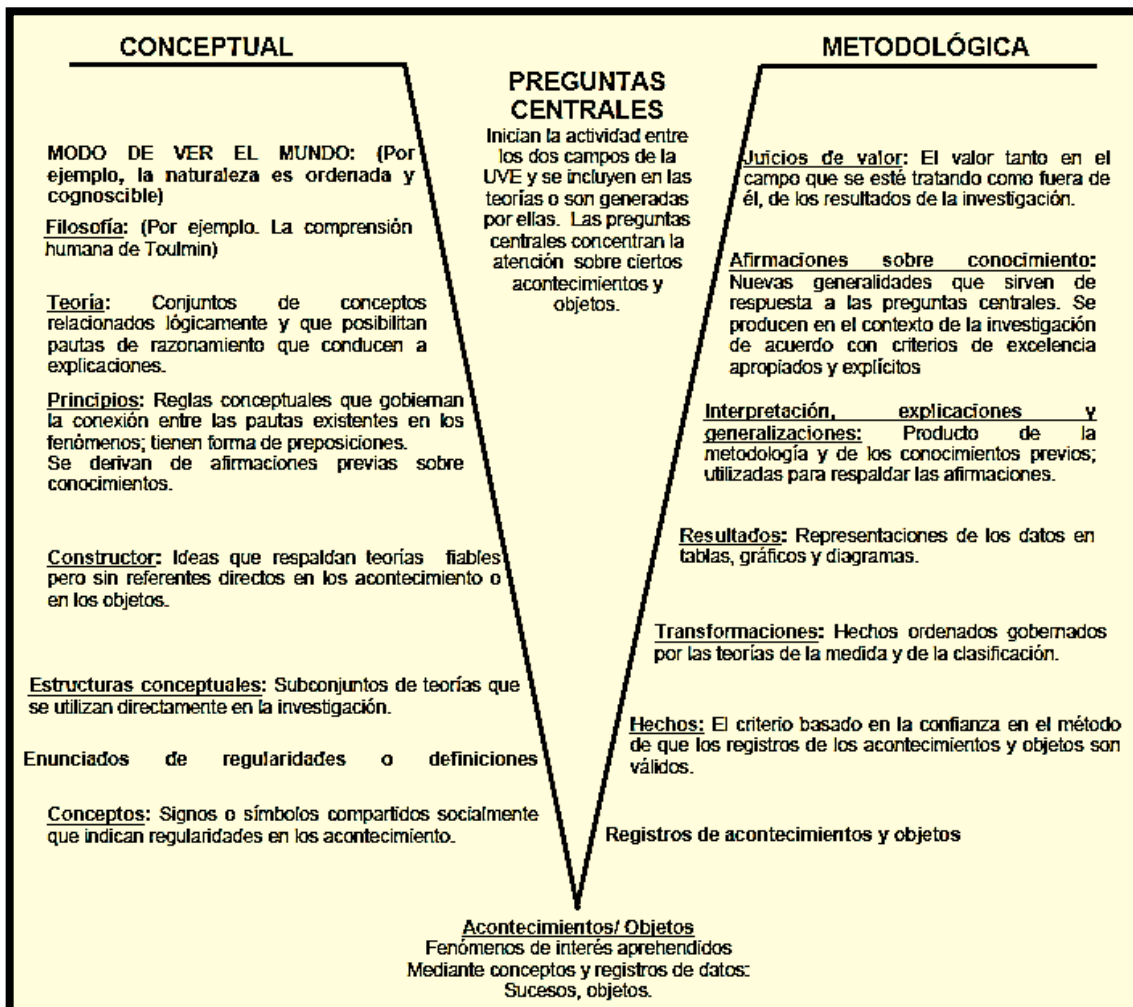 CONCEPTUAL
MODO DE VER EL MUNDO: (Por
ejemplo, la naturaleza es ordenada y
cognoscible)
Filosofía: (Por ejemplo. La comprensión
humana de Toulmin)
Teoría: Conjuntos de conceptos
relacionados lógicamente y que posibilitan
pautas de razonamiento que conducen a
explicaciones.
Principios: Reglas conceptuales que gobiernan
la conexión entre las pautas existentes en los
fenómenos; tienen forma de preposiciones.
Se derivan de afirmaciones previas sobre
conocimientos.
Constructor: Ideas que respaldan teorías fiables
pero sin referentes directos en los acontecimiento o
en los objetos.
Estructuras conceptuales: Subconjuntos de teorías que
se utilizan directamente en la investigación.
Enunciados de regularidades o definiciones
Conceptos: Signos o símbolos compartidos socialmente
que indican regularidades en los acontecimiento.
PREGUNTAS
CENTRALES
Inician la actividad entre
los dos campos de la
UVE y se incluyen en las
teorías o son generadas
por ellas. Las preguntas
centrales concentran la
atención sobre ciertos
acontecimientos y
objetos.
METODOLÓGICA
Juicios de valor: El valor tanto en el
campo que se esté tratando como fuera de
él, de los resultados de la investigación.
Afirmaciones sobre conocimiento:
Nuevas generalidades que sirven de
respuesta a las preguntas centrales. Se
producen en el contexto de la investigación
de acuerdo con criterios de excelencia
apropiados y explícitos
Interpretación, explicaciones y
generalizaciones: Producto de la
metodología y de los conocimientos previos;
utilizadas para respaldar las afirmaciones.
Resultados: Representaciones de los datos en
tablas, gráficos y diagramas.
Transformaciones: Hechos ordenados gobernados
por las teorías de la medida y de la clasificación.
Hechos: El criterio basado en la confianza en el método
de que los registros de los acontecimientos y objetos son
válidos.
Registros de acontecimientos y objetos
Acontecimientos/ Objetos
Fenómenos de interés aprehendidos
Mediante conceptos y registros de datos:
Sucesos, objetos.